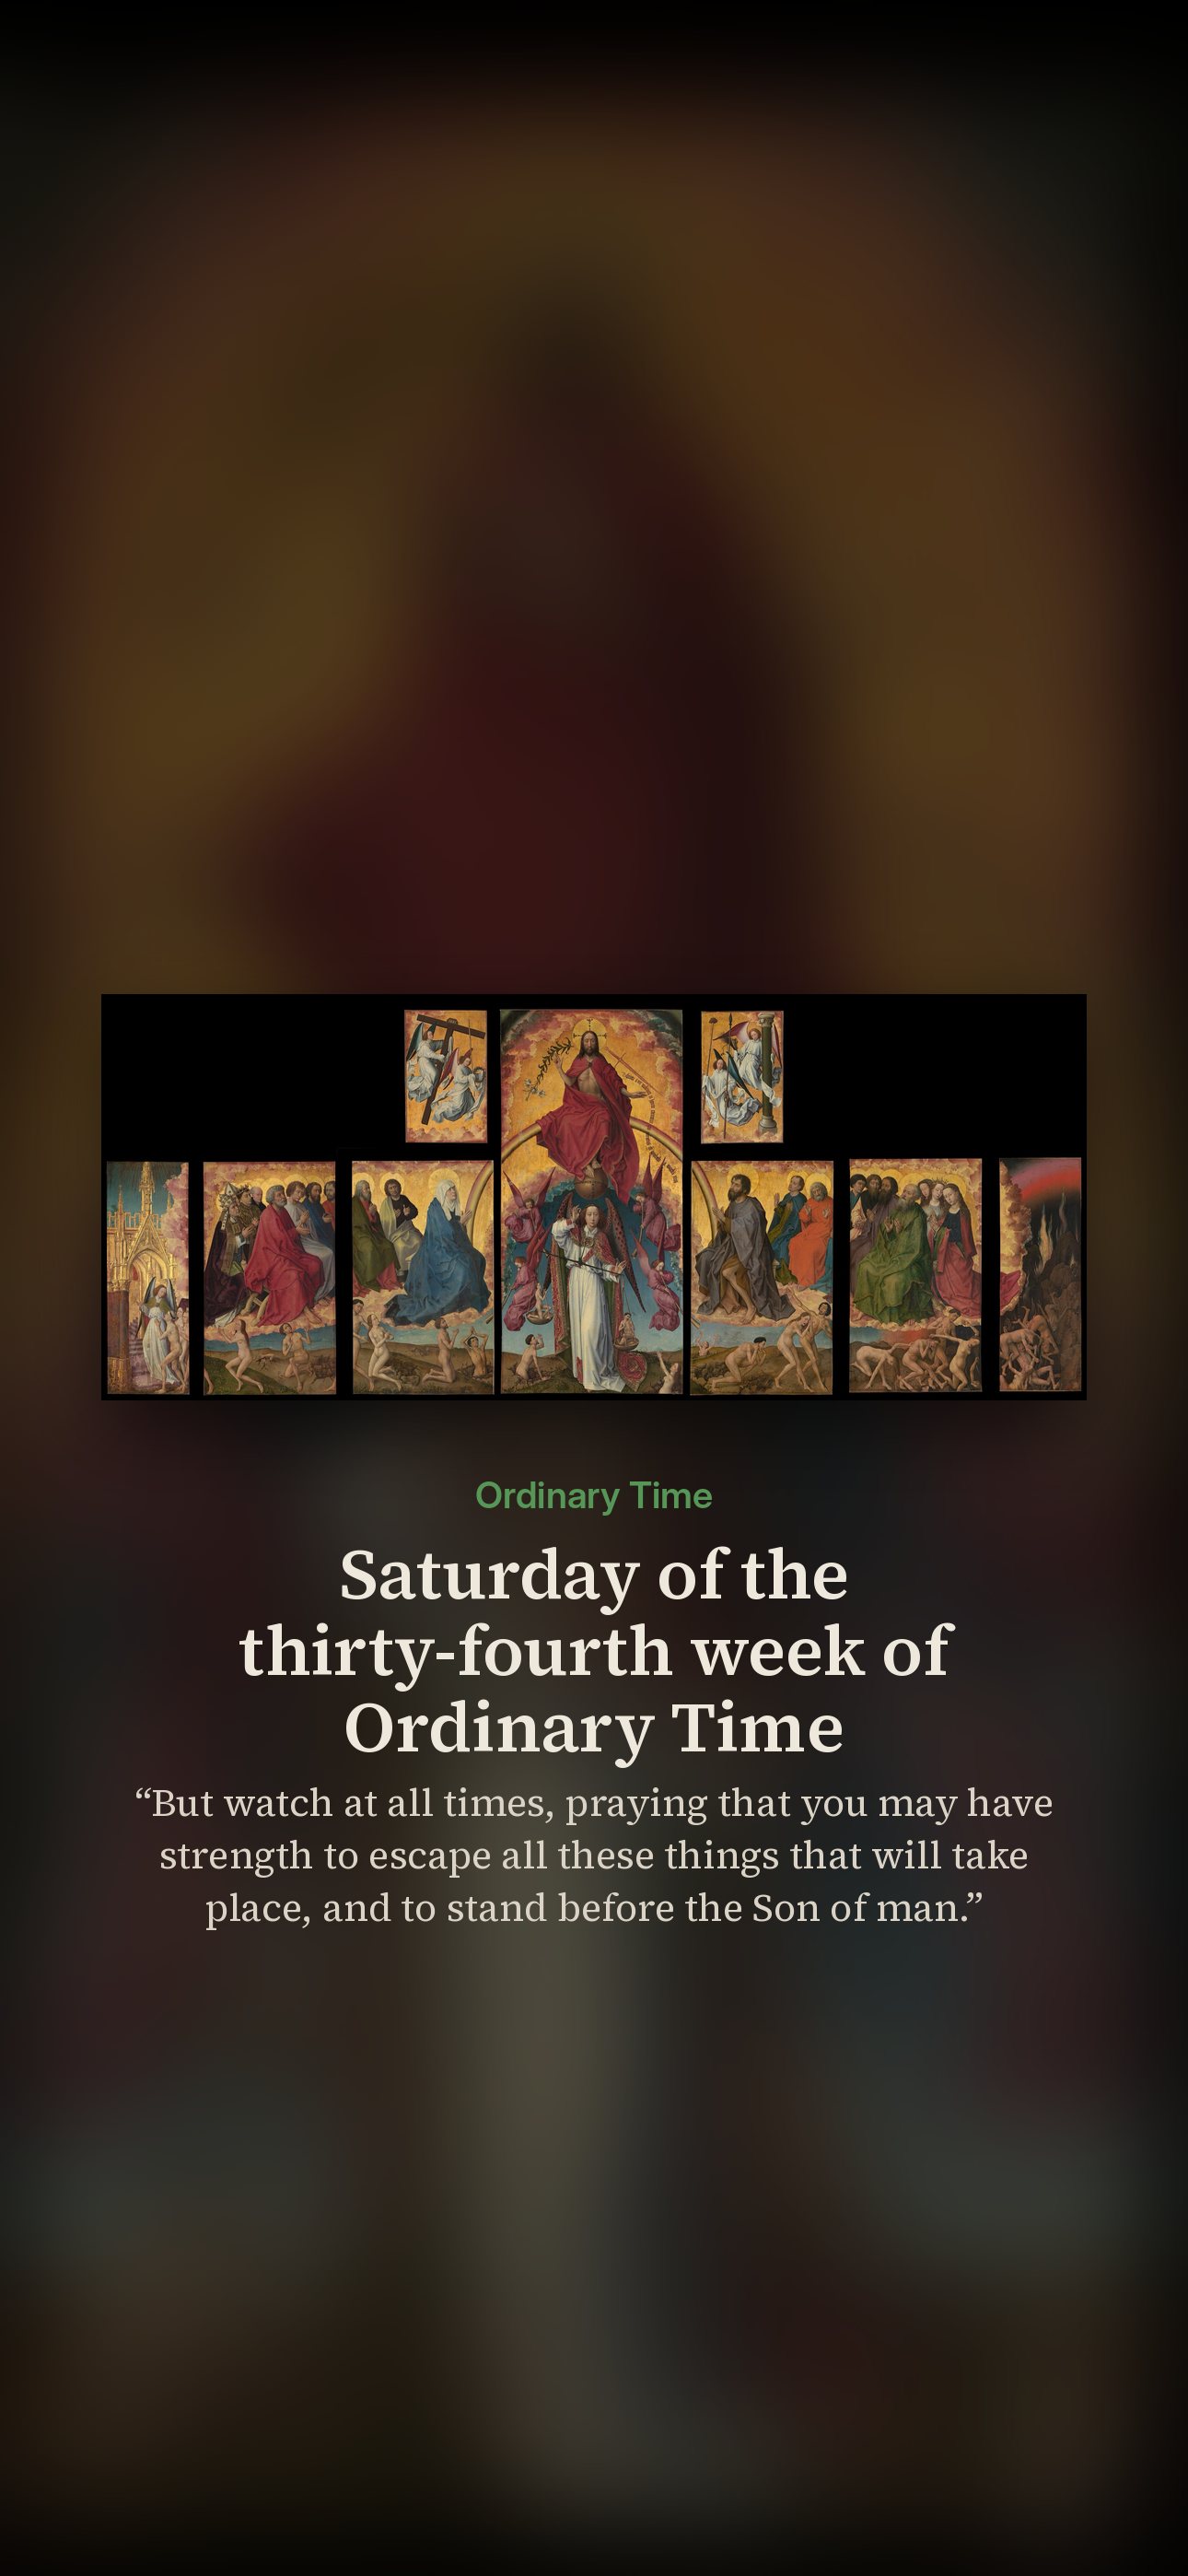 Ordinary Time
Saturday of the
thirty-fourth week of
Ordinary Time
“But watch at all times, praying that you may have
strength to escape all these things that will take
place, and to stand before the Son of man.”